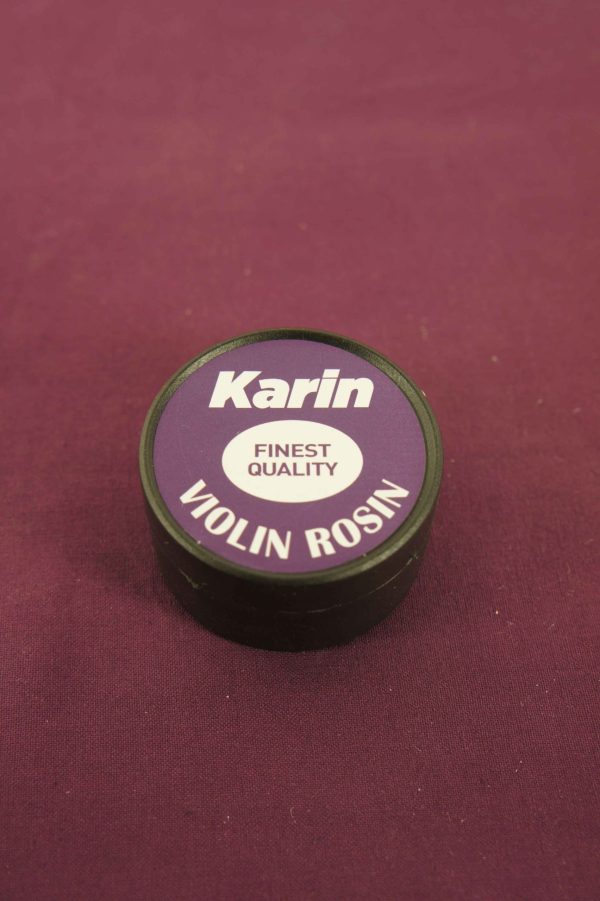 Karin
FINEST
QUALITY
VIOLIN ROSIN